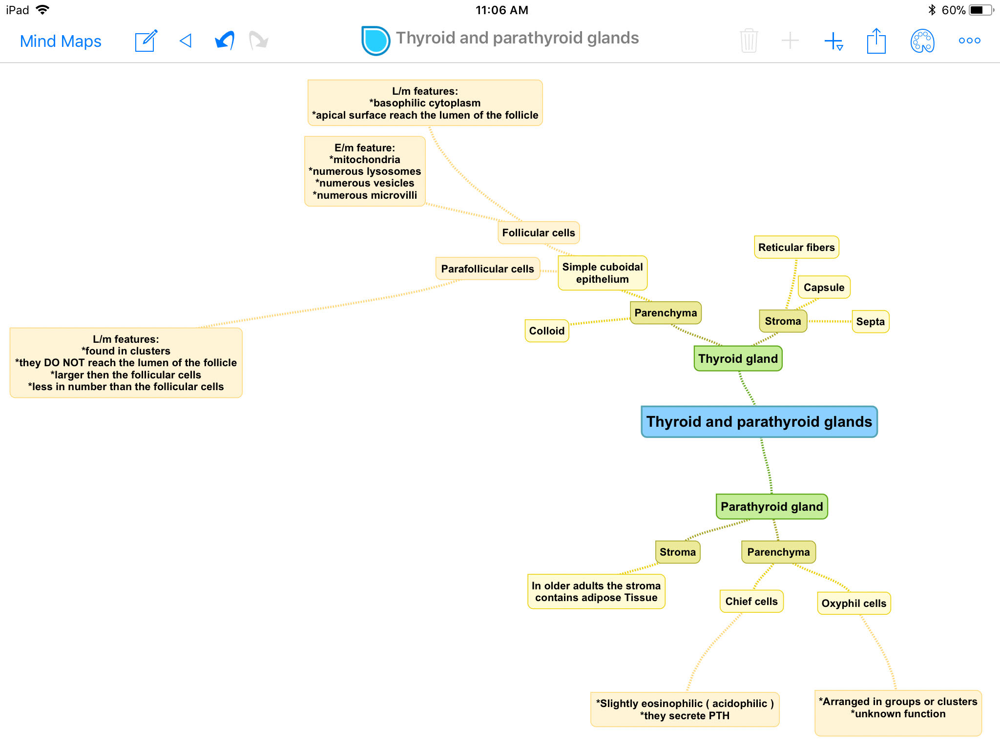 iPad
11:06 AM
60%
Mind Maps
Thyroid and parathyroid glands
L/m features:
*basophilic cytoplasm
*apical surface reach the lumen of the follicle
E/m feature:
*mitochondria
*numerous lysosomes
*numerous vesicles
*numerous microvilli
Follicular cells
Reticular fibers
Parafollicular cells
Simple cuboidal
epithelium
Capsule
Parenchyma
Stroma
Septa
Colloid
L/m features:
*found in clusters
*they DO NOT reach the lumen of the follicle
*larger then the follicular cells
*less in number than the follicular cells
Thyroid gland
Thyroid and parathyroid glands
Parathyroid gland
Stroma
Parenchyma
In older adults the stroma
contains adipose Tissue
Chief cells
Oxyphil cells
*Slightly eosinophilic ( acidophilic )
*they secrete PTH
*Arranged in groups or clusters
*unknown function